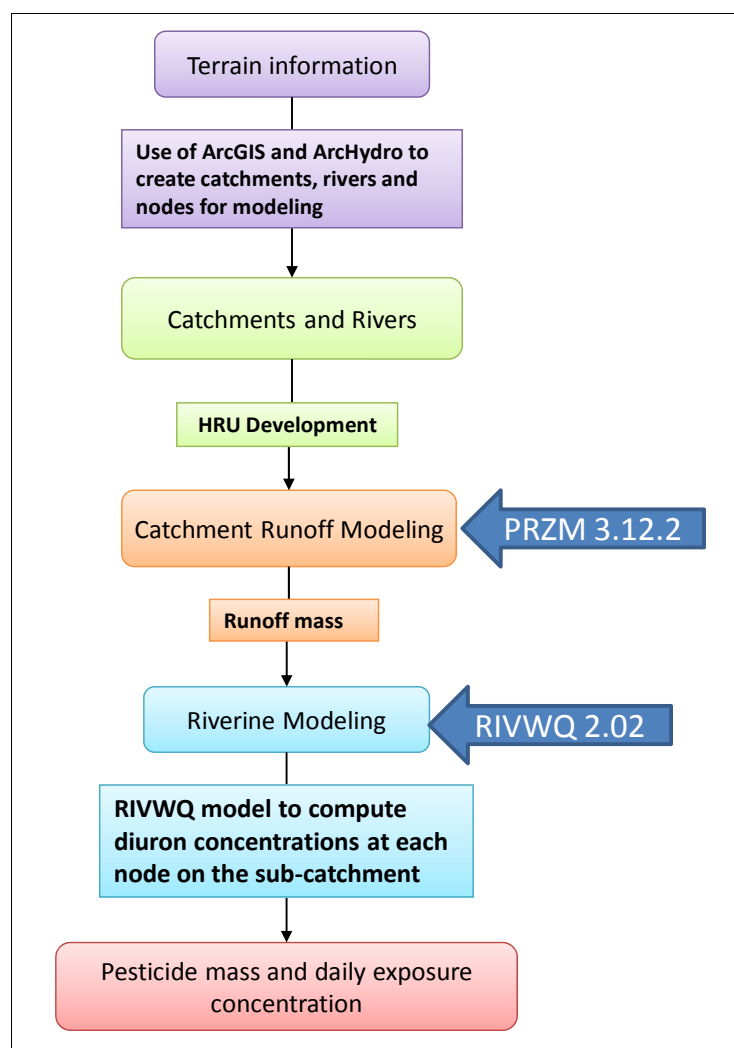 Terrain information
Use of ArcGIS and ArcHydro to
create catchments, rivers and
nodes for modeling
Catchments and Rivers
HRU Development
Catchment Runoff Modeling
PRZM 3.12.2
Runoff mass
Riverine Modeling
RIVWQ 2.02
RIVWQ model to compute
diuron concentrations at each
node on the sub-catchment
Pesticide mass and daily exposure
concentration